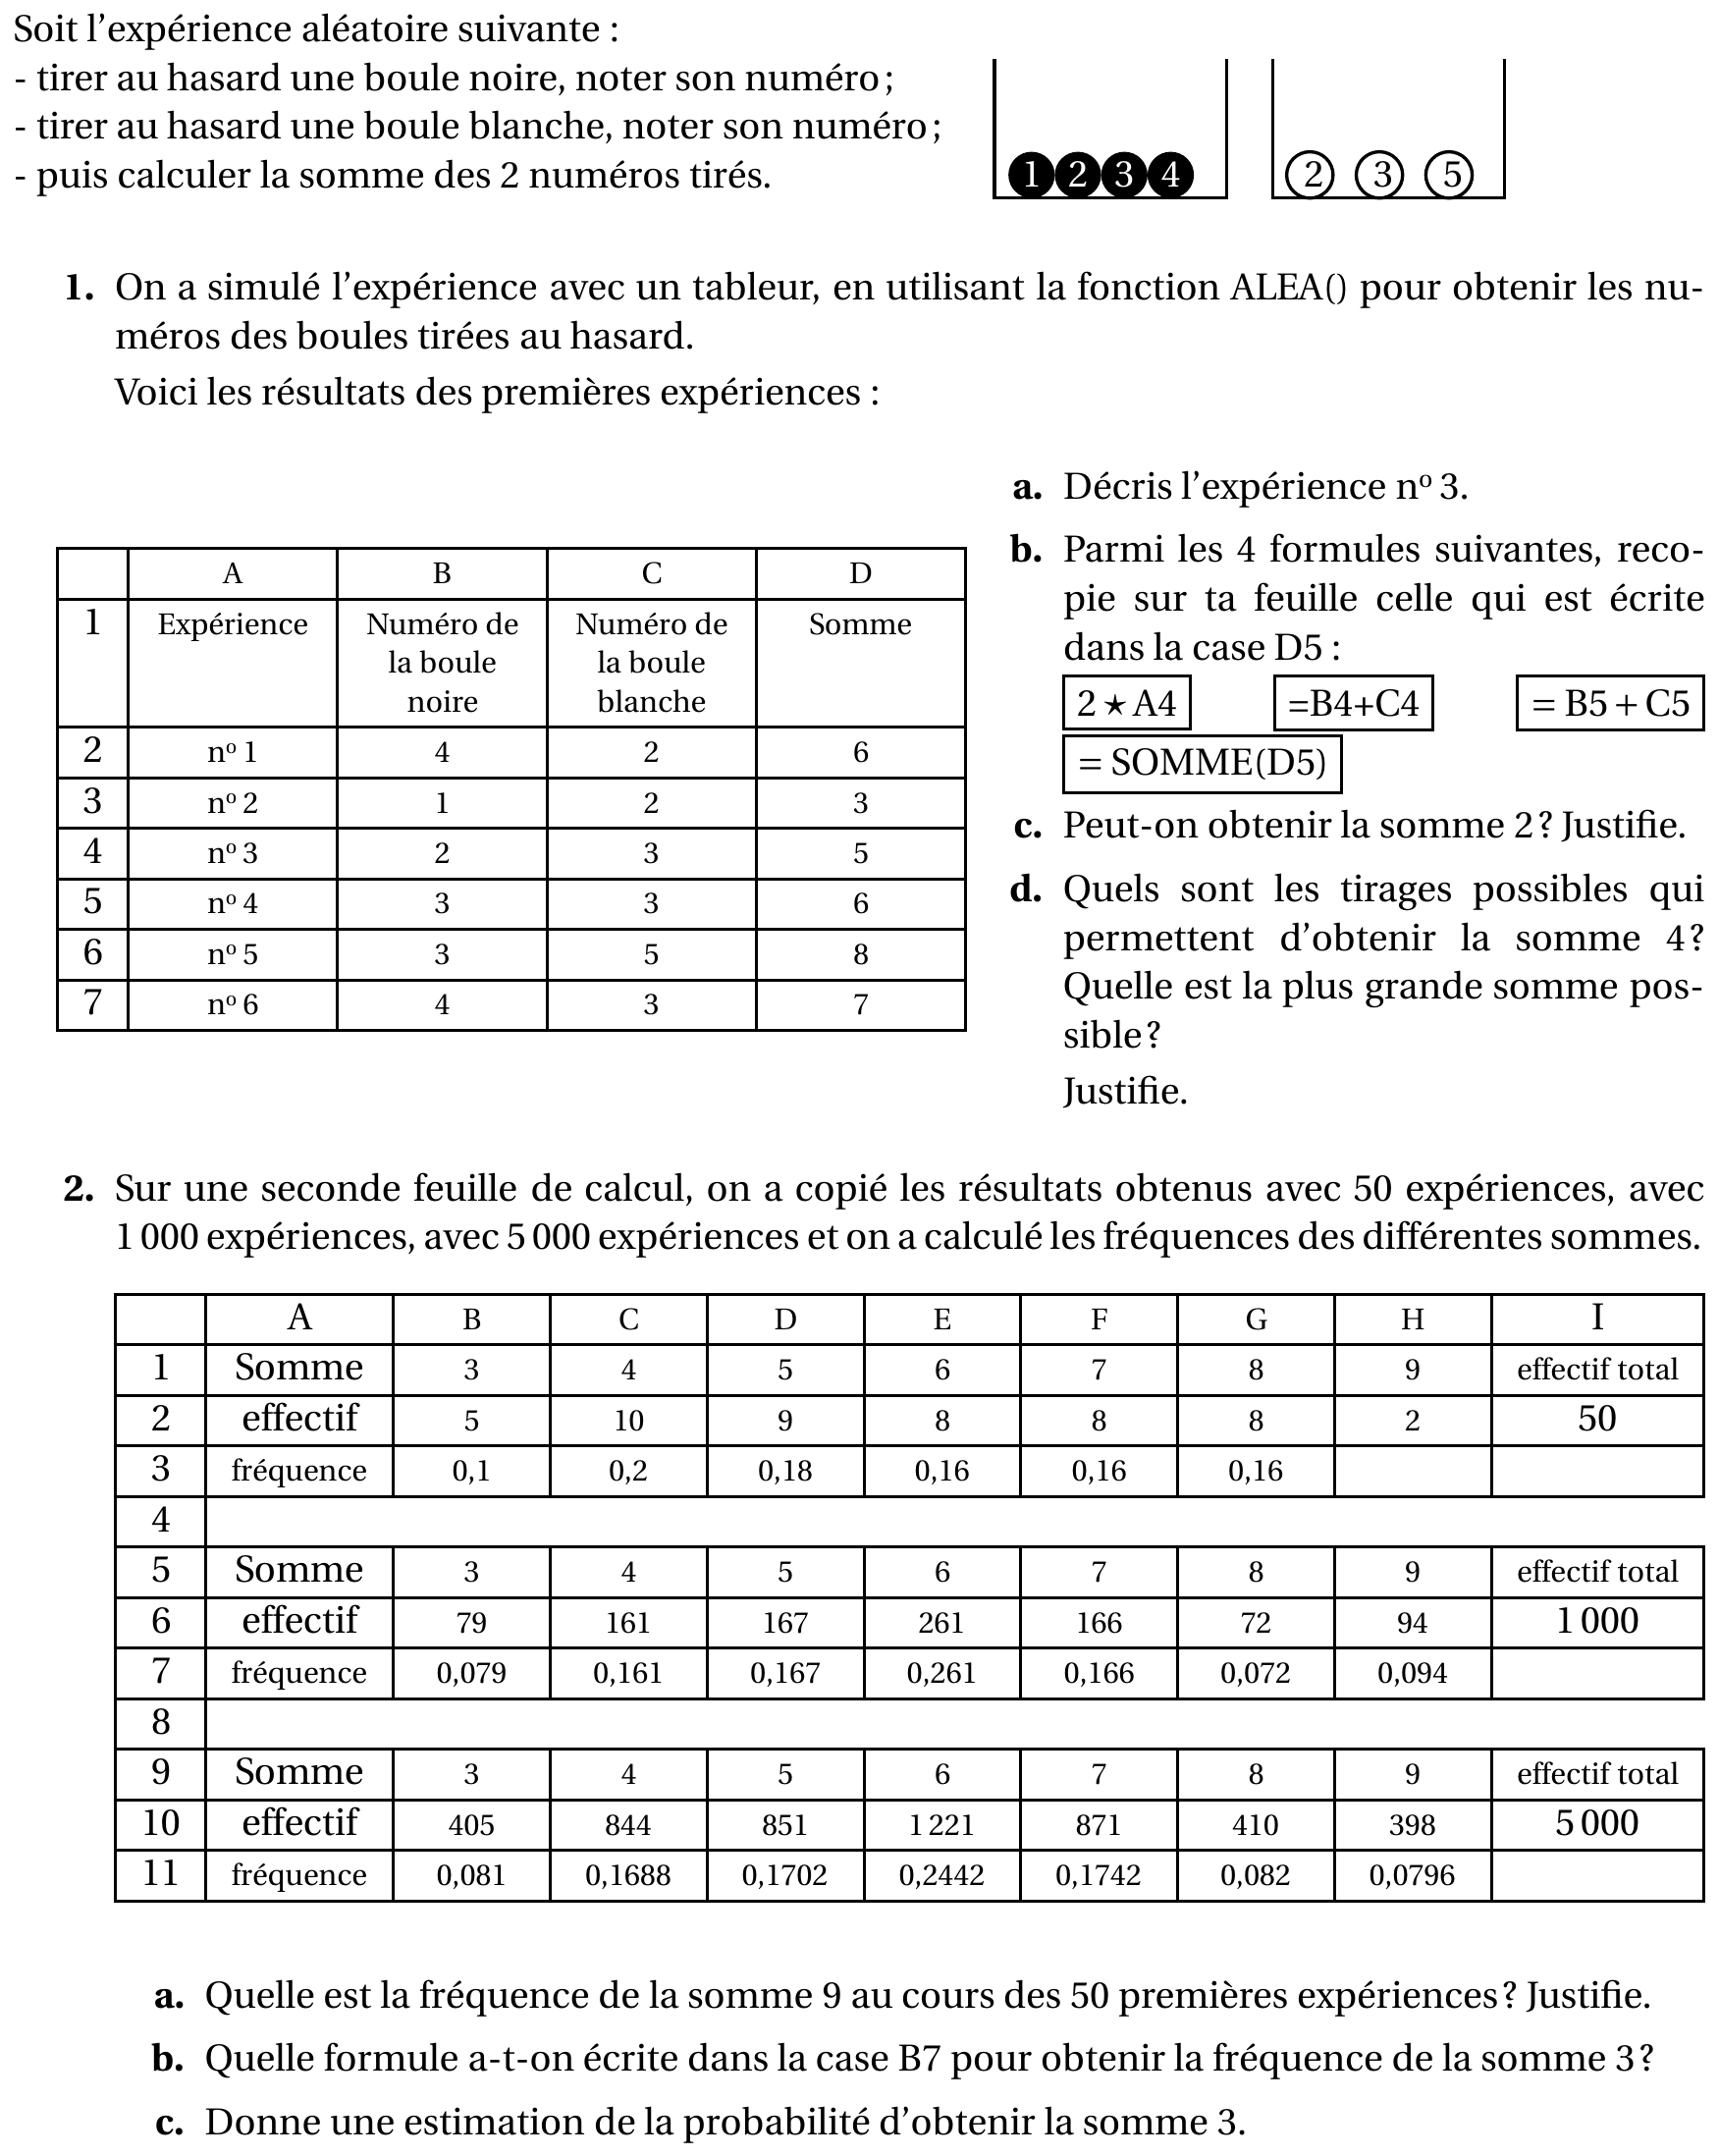 Soit l'expérience aléatoire suivante :
- tirer au hasard une boule noire, noter son numéro ;
- tirer au hasard une boule blanche, noter son numéro ;
- puis calculer la somme des 2 numéros tirés.
1 2 3 4
2 3 5
1. On a simulé l'expérience avec un tableur, en utilisant la fonction ALEA() pour obtenir les nu-
méros des boules tirées au hasard.
Voici les résultats des premières expériences :
A B C D
1 Expérience Numéro de la boule noire Numéro de la boule blanche Somme
2 nº 1 4 2 6
3 nº 2 1 2 3
4 nº 3 2 3 5
5 nº 4 3 3 6
6 nº 5 3 5 8
7 nº 6 4 3 7
a. Décris l'expérience nº 3.
b. Parmi les 4 formules suivantes, reco-
pie sur ta feuille celle qui est écrite
dans la case D5 :
2 ⋆ A4 =B4+C4 = B5 + C5
= SOMME(D5)
c. Peut-on obtenir la somme 2 ? Justifie.
d. Quels sont les tirages possibles qui
permettent d'obtenir la somme 4 ?
Quelle est la plus grande somme pos-
sible ?
Justifie.
2. Sur une seconde feuille de calcul, on a copié les résultats obtenus avec 50 expériences, avec
1 000 expériences, avec 5 000 expériences et on a calculé les fréquences des différentes sommes.
A B C D E F G H I
1 Somme 3 4 5 6 7 8 9 effectif total
2 effectif 5 10 9 8 8 8 2 50
3 fréquence 0,1 0,2 0,18 0,16 0,16 0,16
4
5 Somme 3 4 5 6 7 8 9 effectif total
6 effectif 79 161 167 261 166 72 94 1 000
7 fréquence 0,079 0,161 0,167 0,261 0,166 0,072 0,094
8
9 Somme 3 4 5 6 7 8 9 effectif total
10 effectif 405 844 851 1 221 871 410 398 5 000
11 fréquence 0,081 0,1688 0,1702 0,2442 0,1742 0,082 0,0796
a. Quelle est la fréquence de la somme 9 au cours des 50 premières expériences ? Justifie.
b. Quelle formule a-t-on écrite dans la case B7 pour obtenir la fréquence de la somme 3 ?
c. Donne une estimation de la probabilité d'obtenir la somme 3.